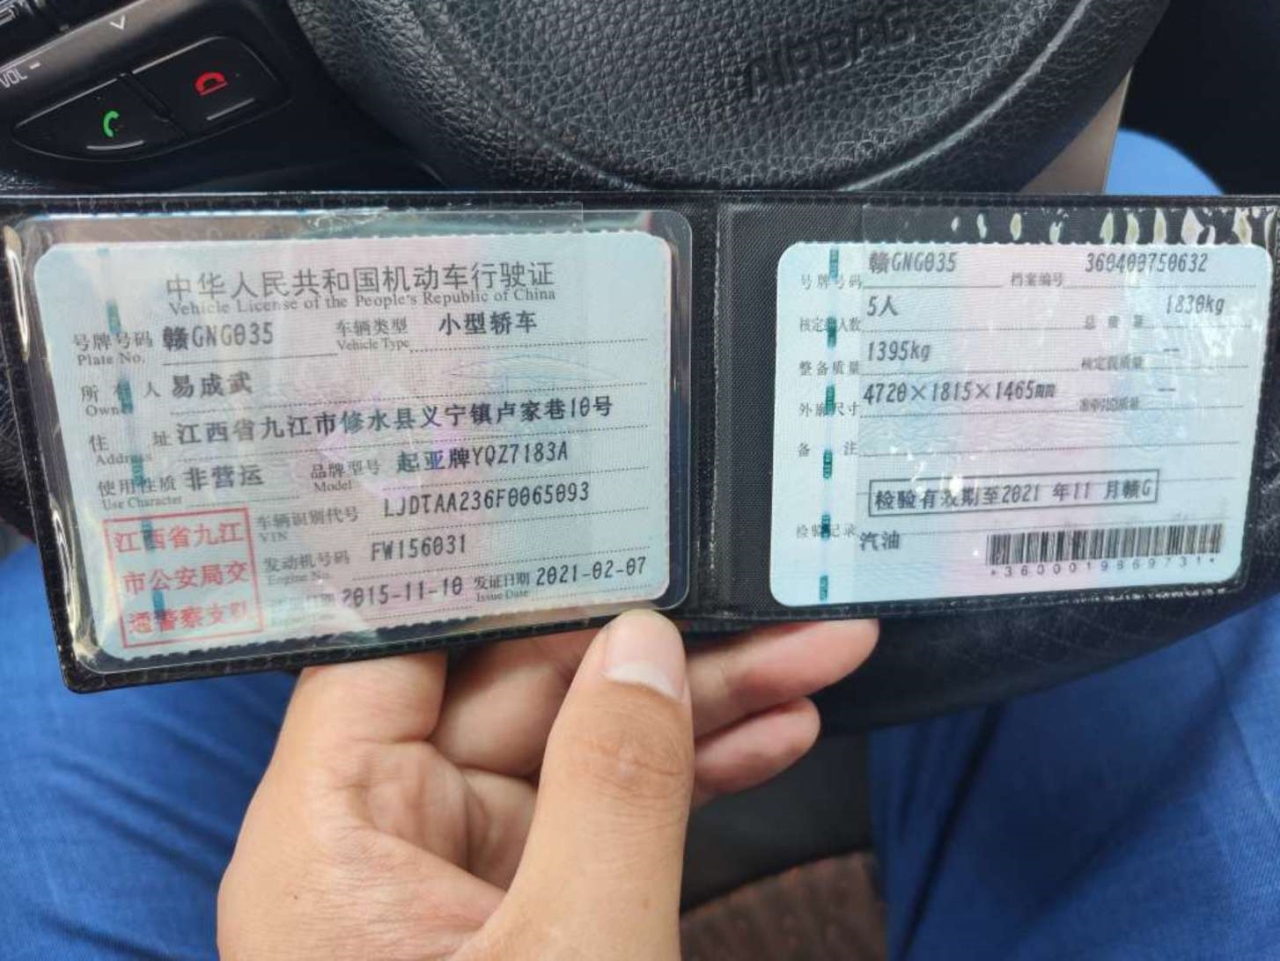 VOL -
AIRBAG
中华人民共和国机动车行驶证
Vehicle License of the People's Republic of China
号牌号码 赣GNG035 车辆类型 小型轿车
Plate No. Vehicle Type
所有人 易成武
Owner
住 址 江西省九江市修水县义宁镇卢家巷10号
Address
使用性质 非营运 品牌型号 起亚牌YQZ7183A
Use Character Model
江西省九江
市公安局交
通警察支队
车辆识别代号 LJDTAA236F0065093
VIN
发动机号码 FW156031
Engine No.
2015-11-10 发证日期 2021-02-07
Issue Date
号牌号码 赣GNG035 档案编号 360400750632
核定载人数 5人 总质量 1830kg
整备质量 1395kg 核定载质量 --
外廓尺寸 4720×1815×1465mm --
备 注
检验有效期至2021年11月赣G
检验记录
汽油
*3600019869731*